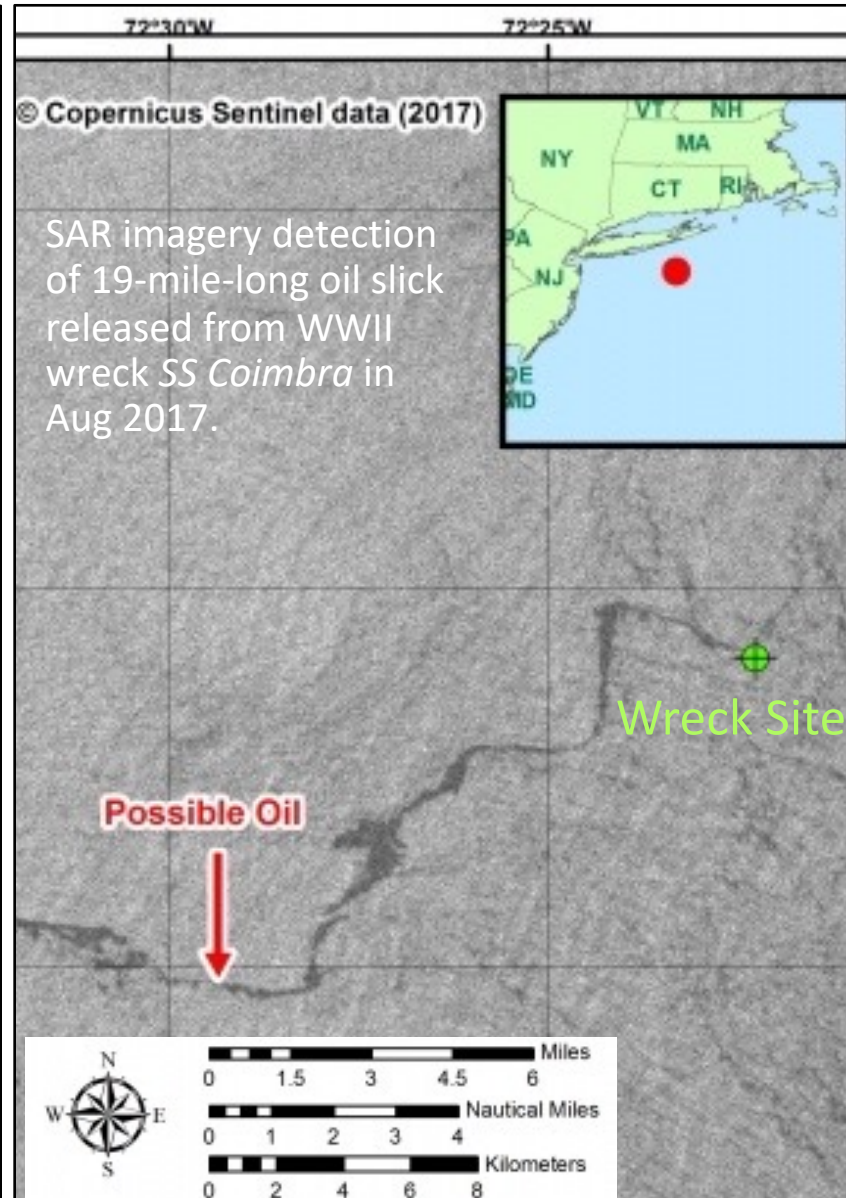 72°30'W 72°25'W
© Copernicus Sentinel data (2017)
SAR imagery detection
of 19-mile-long oil slick
released from WWII
wreck SS Coimbra in
Aug 2017.
VT NH
NY MA
CT RI
PA
NJ
DE
MD
Wreck Site
Possible Oil
N
W E
S
Miles
0 1.5 3 4.5 6
Nautical Miles
0 1 2 3 4
Kilometers
0 2 4 6 8